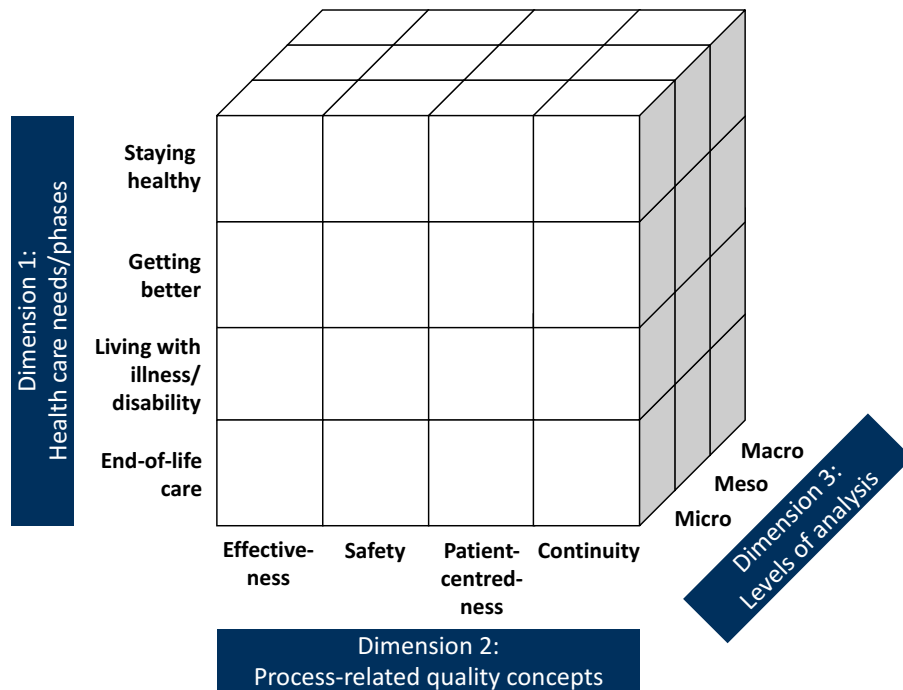 Dimension 1:
Health care needs/phases
Staying
healthy
Getting
better
Living with
illness/
disability
End-of-life
care
Effective-
ness
Safety
Patient-
centred-
ness
Continuity
Micro
Meso
Macro
Dimension 3:
Levels of analysis
Dimension 2:
Process-related quality concepts